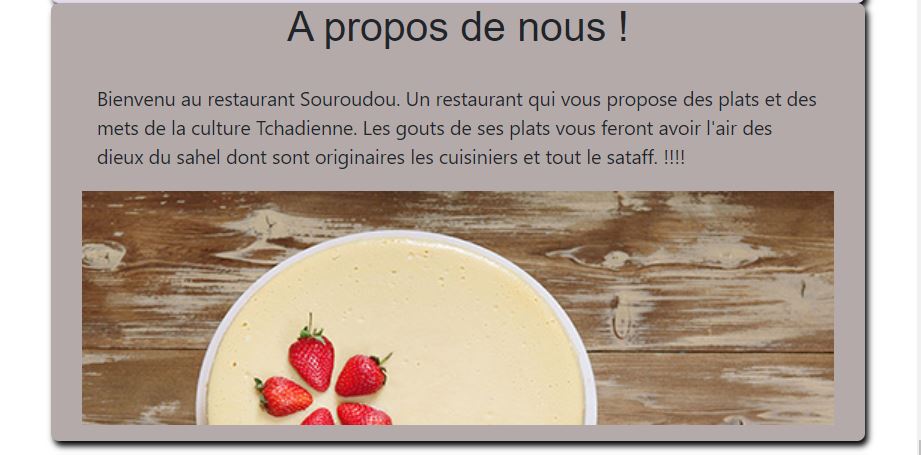 A propos de nous !
Bienvenu au restaurant Souroudou. Un restaurant qui vous propose des plats et des
mets de la culture Tchadienne. Les gouts de ses plats vous feront avoir l'air des
dieux du sahel dont sont originaires les cuisiniers et tout le sataff. !!!!